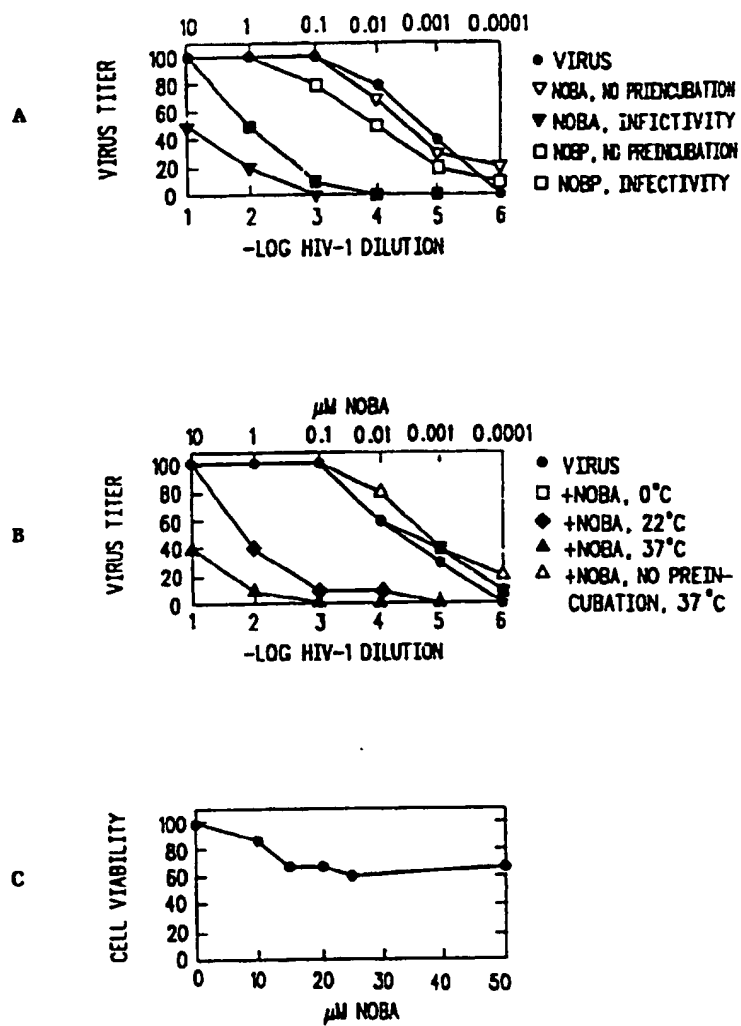 10 1 0.1 0.01 0.001 0.0001
A
VIRUS TITER
100
80
60
40
20
0
1 2 3 4 5 6
-LOG HIV-1 DILUTION
VIRUS
NOBA, NO PRIENCUBATION
NOBA, INFICTIVITY
NOBP, NO PREINCUBATION
NOBP, INFECTIVITY
µM NOBA
10 1 0.1 0.01 0.001 0.0001
B
VIRUS TITER
100
80
60
40
20
0
1 2 3 4 5 6
-LOG HIV-1 DILUTION
VIRUS
+NOBA, 0°C
+NOBA, 22°C
+NOBA, 37°C
+NOBA, NO PREIN-
CUBATION, 37°C
C
CELL VIABILITY
100
80
60
40
20
0
0 10 20 30 40 50
µM NOBA